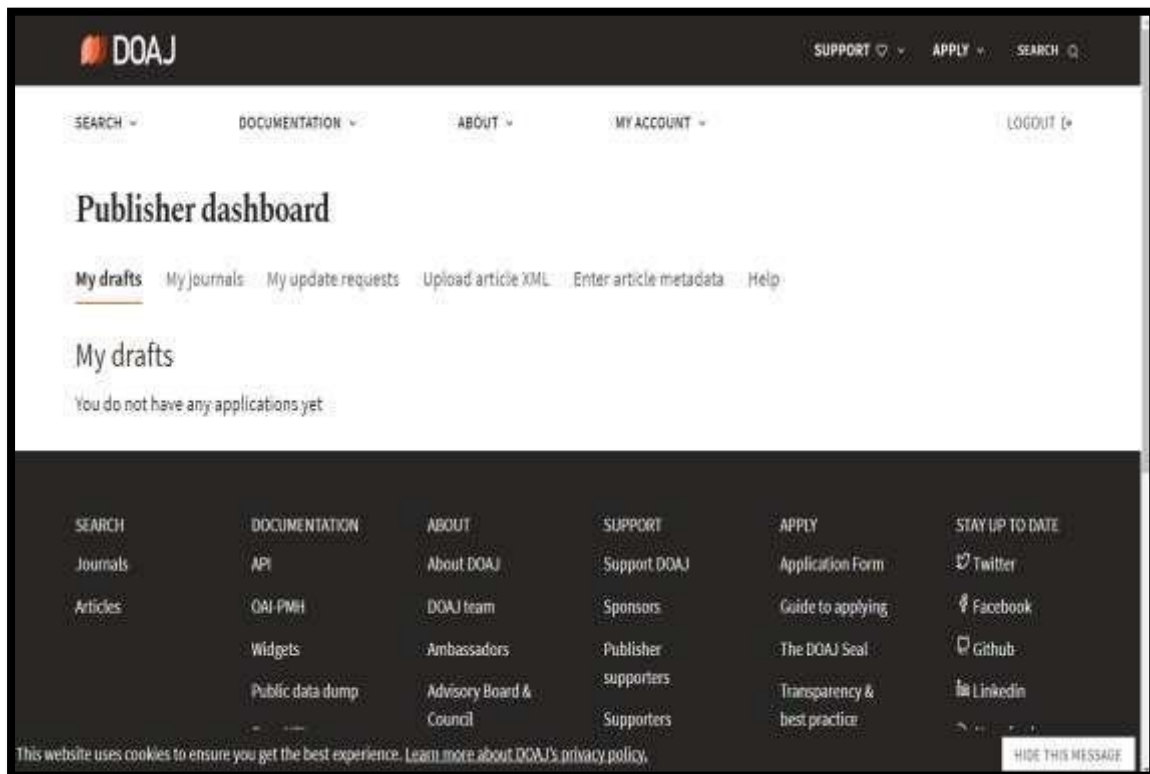 DOAJ
SUPPORT APPLY SEARCH
SEARCH DOCUMENTATION ABOUT MY ACCOUNT LOGOUT
Publisher dashboard
My drafts My journals My update requests Upload article XML Enter article metadata Help
My drafts
You do not have any applications yet
SEARCH DOCUMENTATION ABOUT SUPPORT APPLY STAY UP TO DATE
Journals API About DOAJ Support DOAJ Application Form Twitter
Articles OAI-PMH DOAJ team Sponsors Guide to applying Facebook
Widgets Ambassadors Publisher The DOAJ Seal Github
supporters
Public data dump Advisory Board & Transparency & Linkedin
Council Supporters best practice
This website uses cookies to ensure you get the best experience. Learn more about DOAJ's privacy policy. HIDE THIS MESSAGE